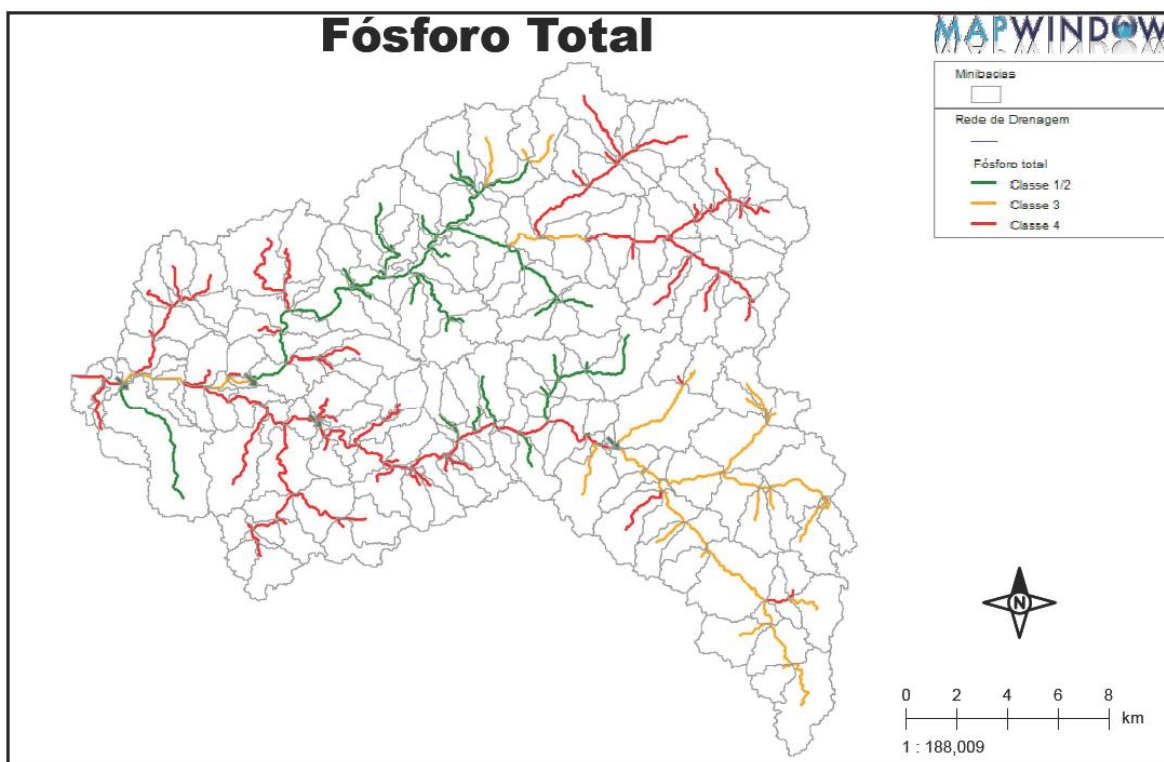 Fósforo Total
MAPWINDOW
Minibacias
Rede de Drenagem
Fósforo total
Classe 1/2
Classe 3
Classe 4
N
0 2 4 6 8
km
1 : 188,009